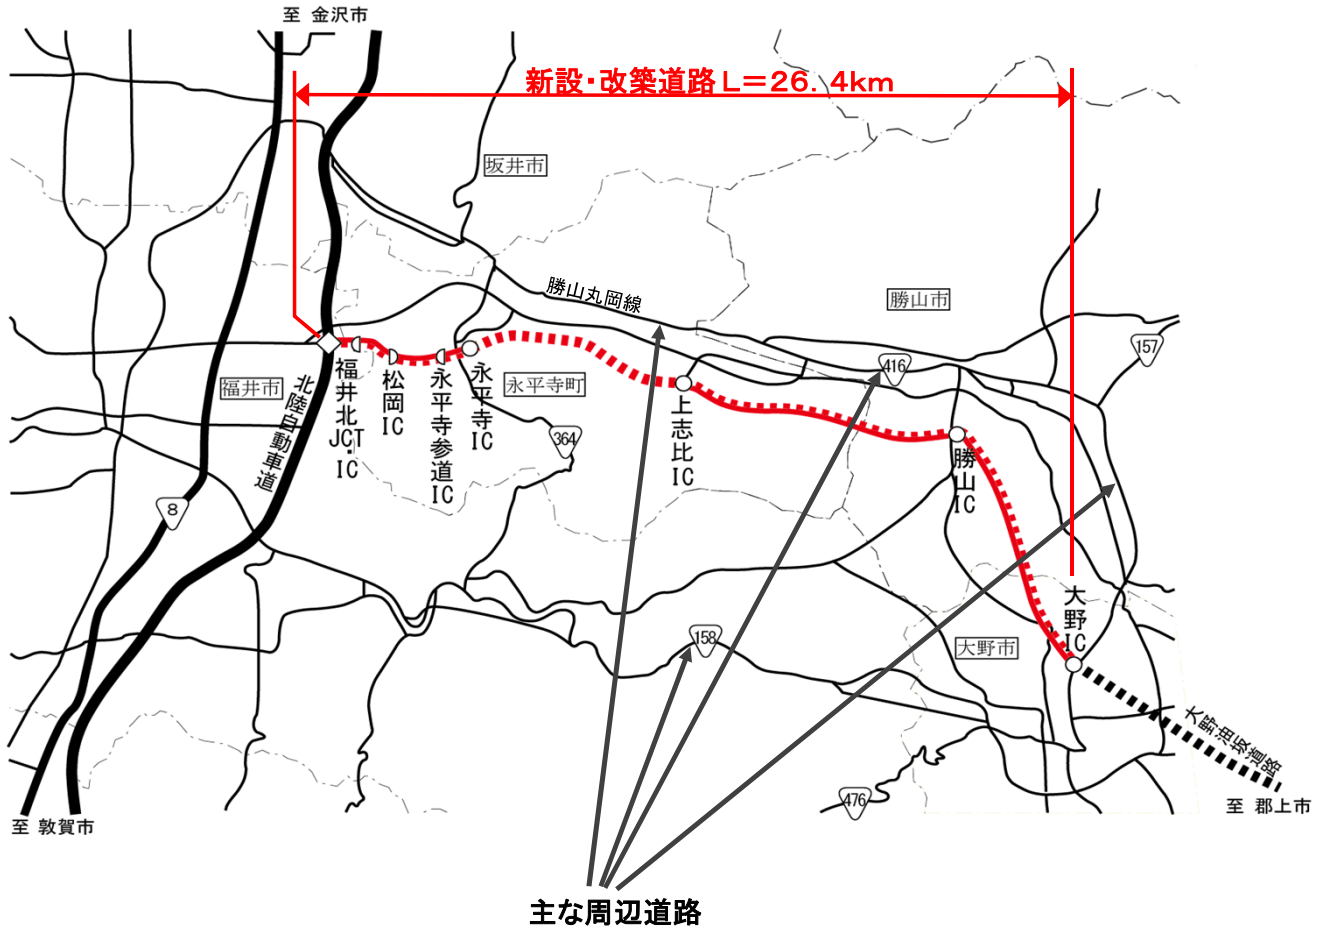 至 金沢市
新設・改築道路L=26.4km
坂井市
勝山丸岡線
勝山市
157
416
福井市
北陸自動車道
福井北JCT・IC
松岡IC
永平寺参道IC
永平寺IC
永平寺町
364
上志比IC
勝山IC
8
大野IC
158
大野市
大野油坂道路
476
至 郡上市
至 敦賀市
主な周辺道路